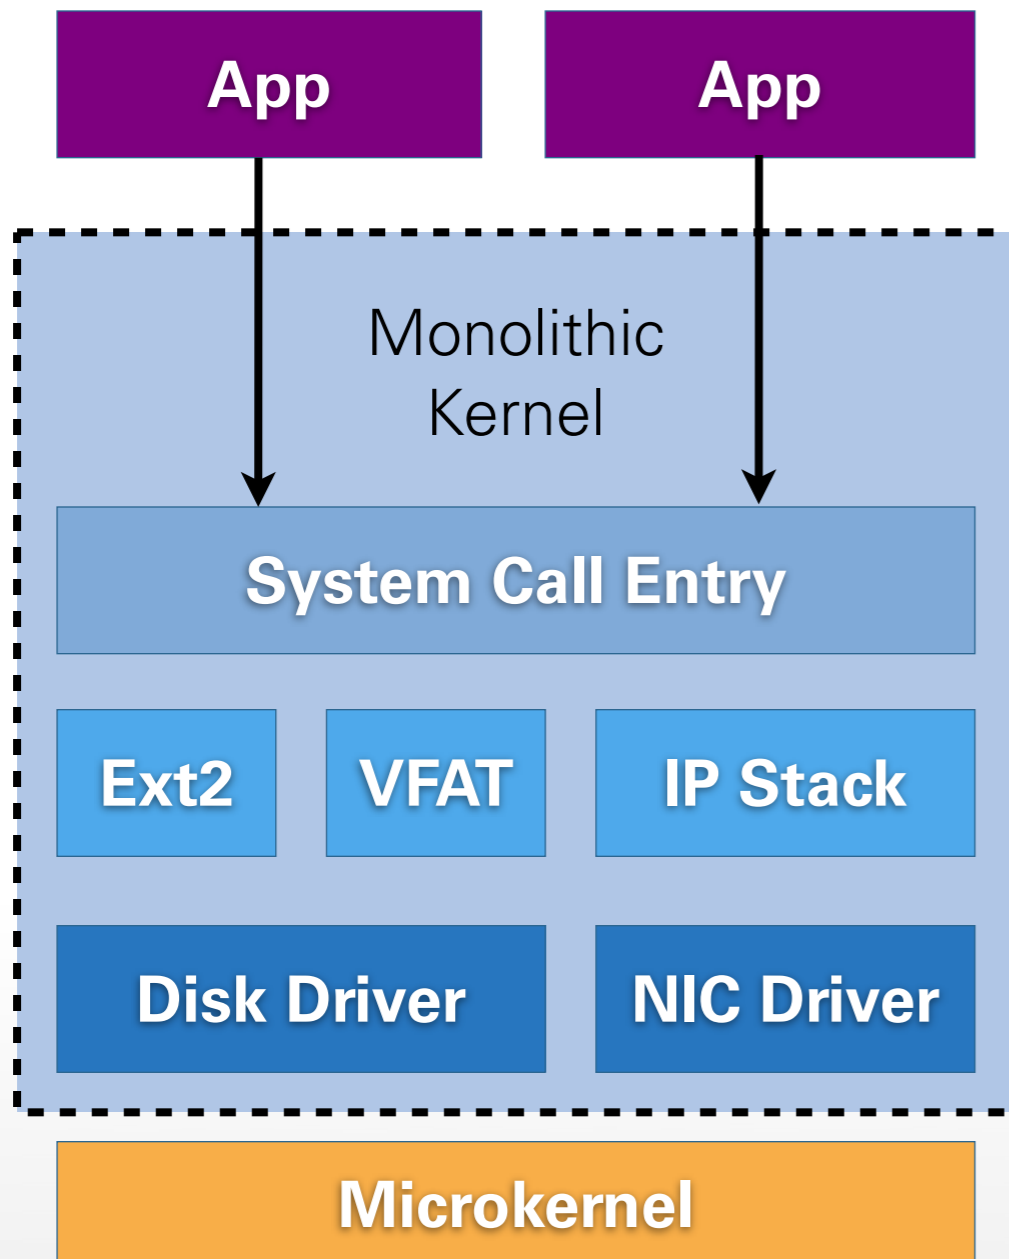 App
App
Monolithic
Kernel
System Call Entry
Ext2
VFAT
IP Stack
Disk Driver
NIC Driver
Microkernel